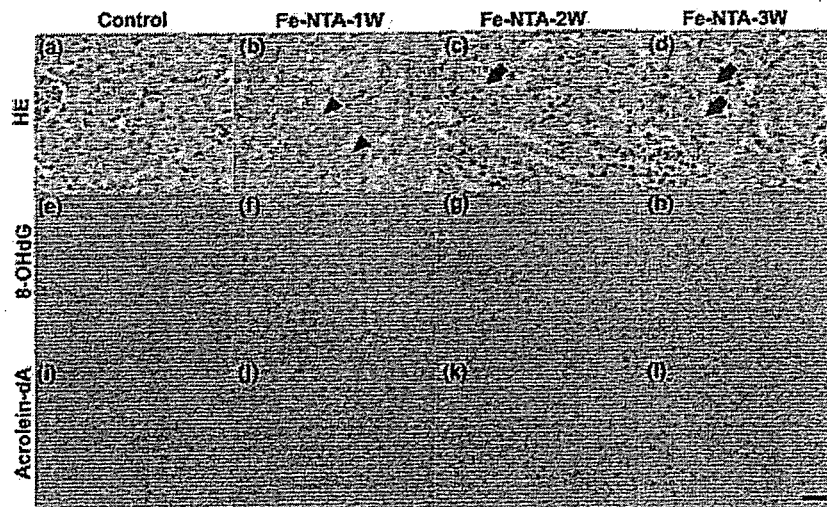 Control Fe-NTA-1W Fe-NTA-2W Fe-NTA-3W
HE
(a) (b) (c) (d)
8-OHdG
(e) (f) (g) (h)
Acrolein-dA
(i) (j) (k) (l)